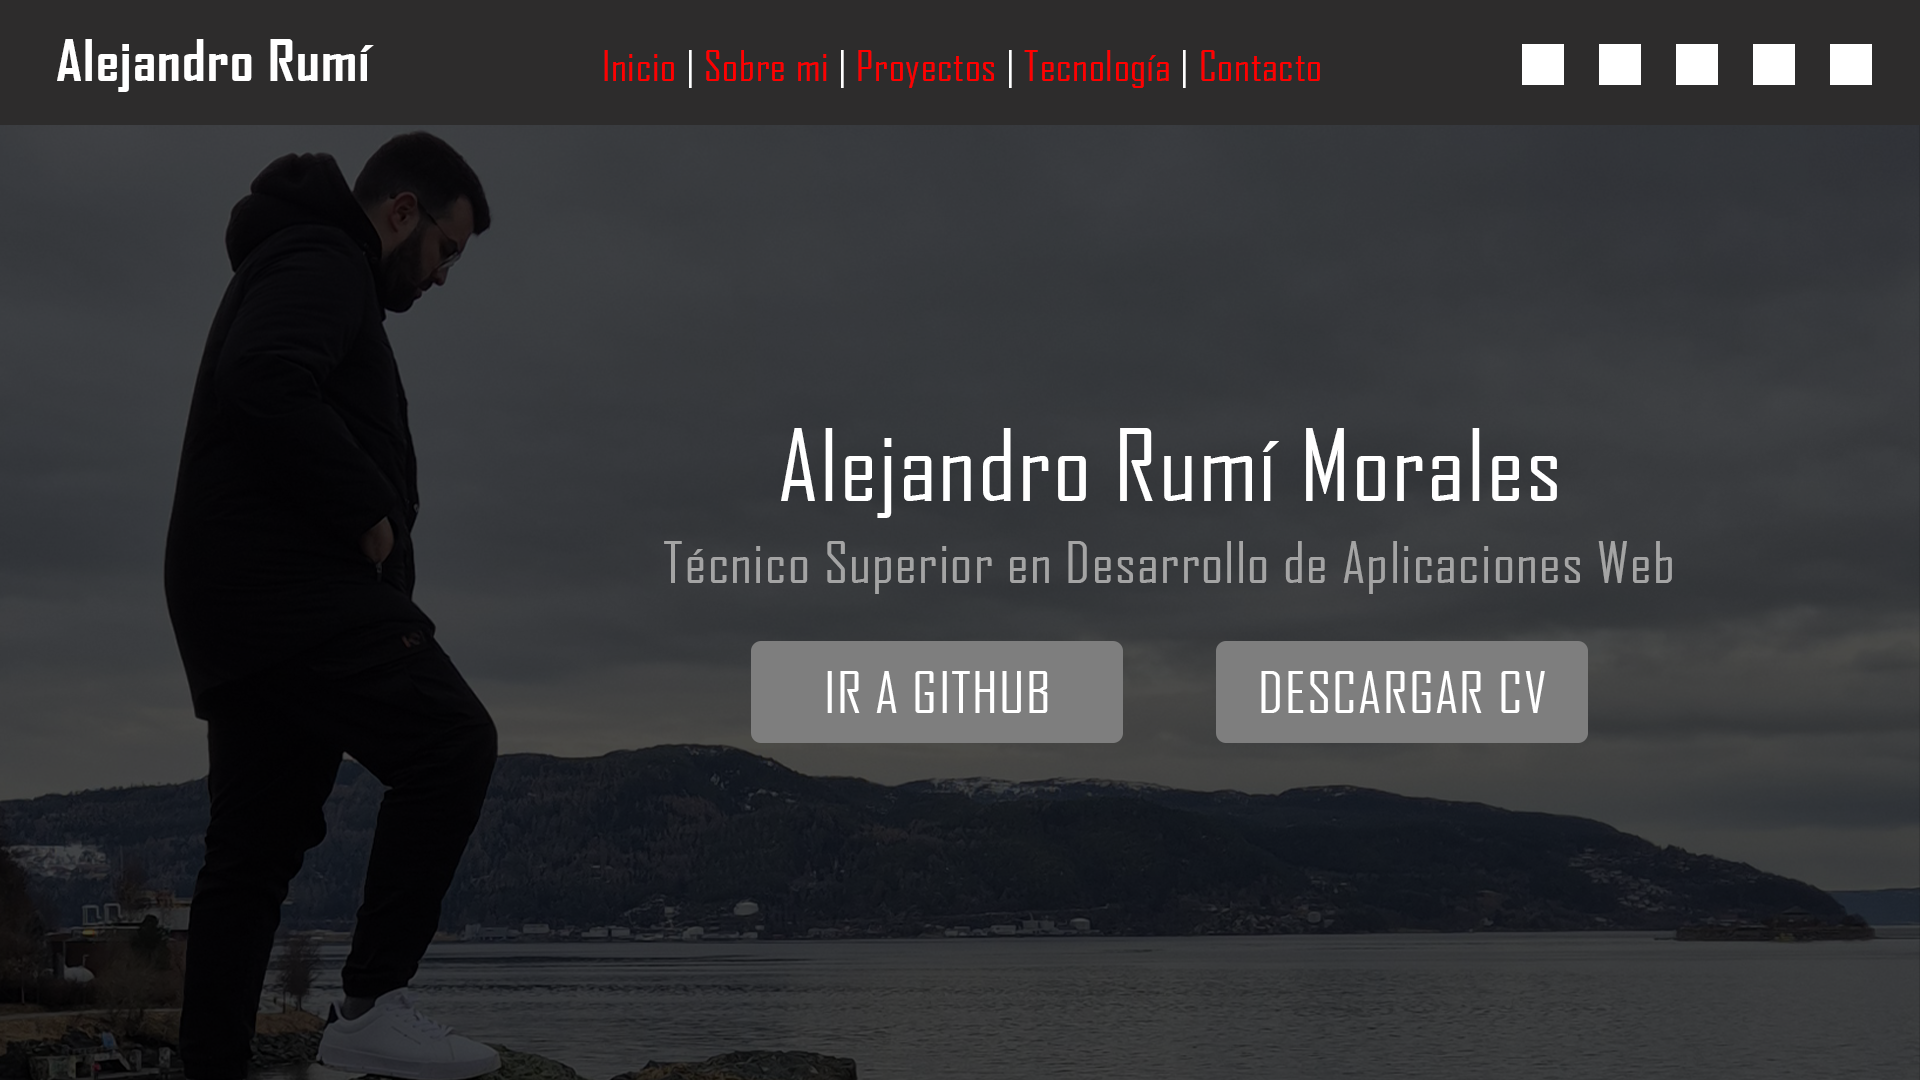 Alejandro Rumí
Inicio | Sobre mi | Proyectos | Tecnología | Contacto
Alejandro Rumí Morales
Técnico Superior en Desarrollo de Aplicaciones Web
IR A GITHUB
DESCARGAR CV